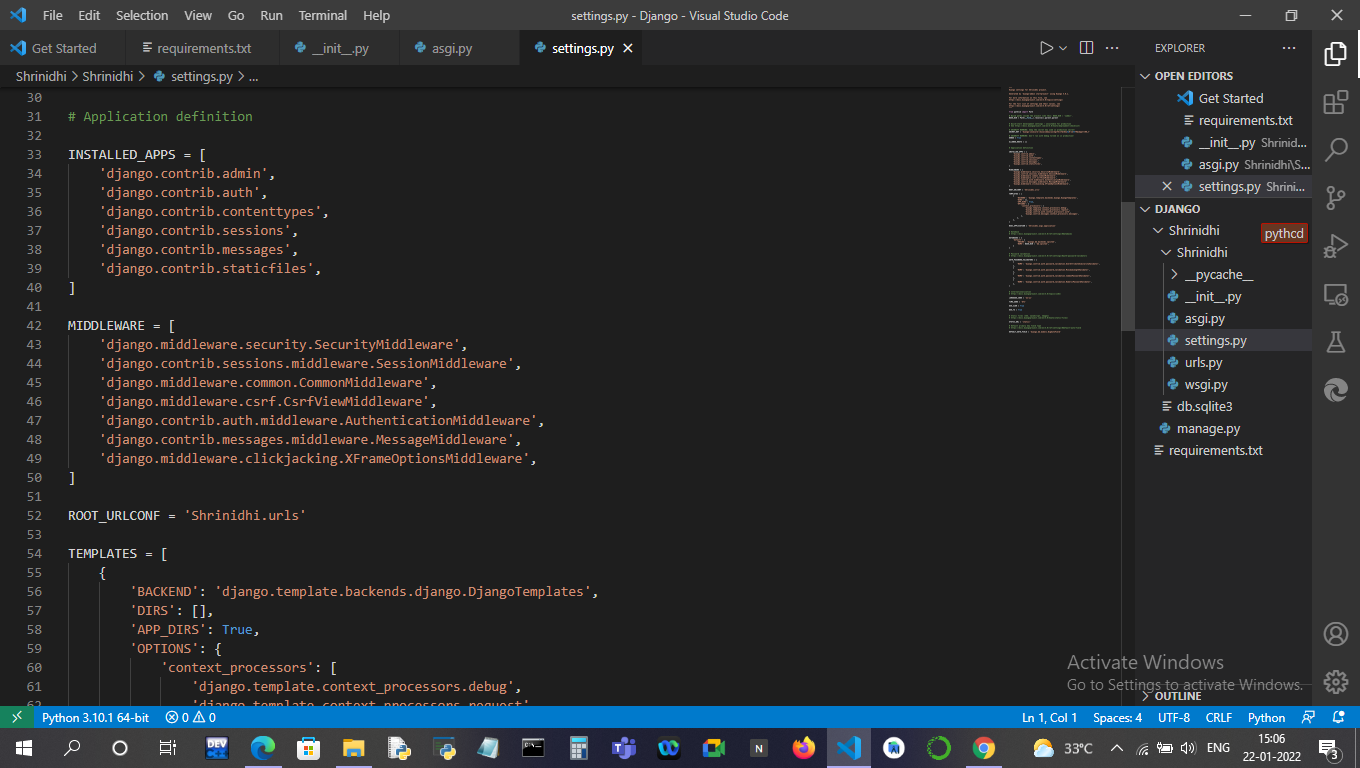 File Edit Selection View Go Run Terminal Help settings.py - Django - Visual Studio Code
Get Started requirements.txt __init__.py asgi.py settings.py
Shrinidhi > Shrinidhi > settings.py > ...
30
31 # Application definition
32
33 INSTALLED_APPS = [
34 'django.contrib.admin',
35 'django.contrib.auth',
36 'django.contrib.contenttypes',
37 'django.contrib.sessions',
38 'django.contrib.messages',
39 'django.contrib.staticfiles',
40 ]
41
42 MIDDLEWARE = [
43 'django.middleware.security.SecurityMiddleware',
44 'django.contrib.sessions.middleware.SessionMiddleware',
45 'django.middleware.common.CommonMiddleware',
46 'django.middleware.csrf.CsrfViewMiddleware',
47 'django.contrib.auth.middleware.AuthenticationMiddleware',
48 'django.contrib.messages.middleware.MessageMiddleware',
49 'django.middleware.clickjacking.XFrameOptionsMiddleware',
50 ]
51
52 ROOT_URLCONF = 'Shrinidhi.urls'
53
54 TEMPLATES = [
55 {
56 'BACKEND': 'django.template.backends.django.DjangoTemplates',
57 'DIRS': [],
58 'APP_DIRS': True,
59 'OPTIONS': {
60 'context_processors': [
61 'django.template.context_processors.debug',
62 'django.template.context_processors.request',
EXPLORER
OPEN EDITORS
Get Started
requirements.txt
__init__.py Shrinid...
asgi.py Shrinidhi\S...
settings.py Shrini...
DJANGO
Shrinidhi
pythcd
Shrinidhi
__pycache__
__init__.py
asgi.py
settings.py
urls.py
wsgi.py
db.sqlite3
manage.py
requirements.txt
Activate Windows
Go to Settings to activate Windows.
OUTLINE
Python 3.10.1 64-bit 0 0 Ln 1, Col 1 Spaces: 4 UTF-8 CRLF Python
DEV C++ N 33°C ENG 15:06
22-01-2022 3